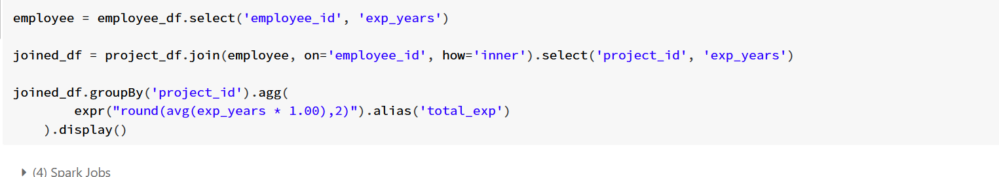 employee = employee_df.select('employee_id', 'exp_years')
joined_df = project_df.join(employee, on='employee_id', how='inner').select('project_id', 'exp_years')
joined_df.groupBy('project_id').agg(
        expr("round(avg(exp_years * 1.00),2)").alias('total_exp')
    ).display()
(4) Spark Jobs